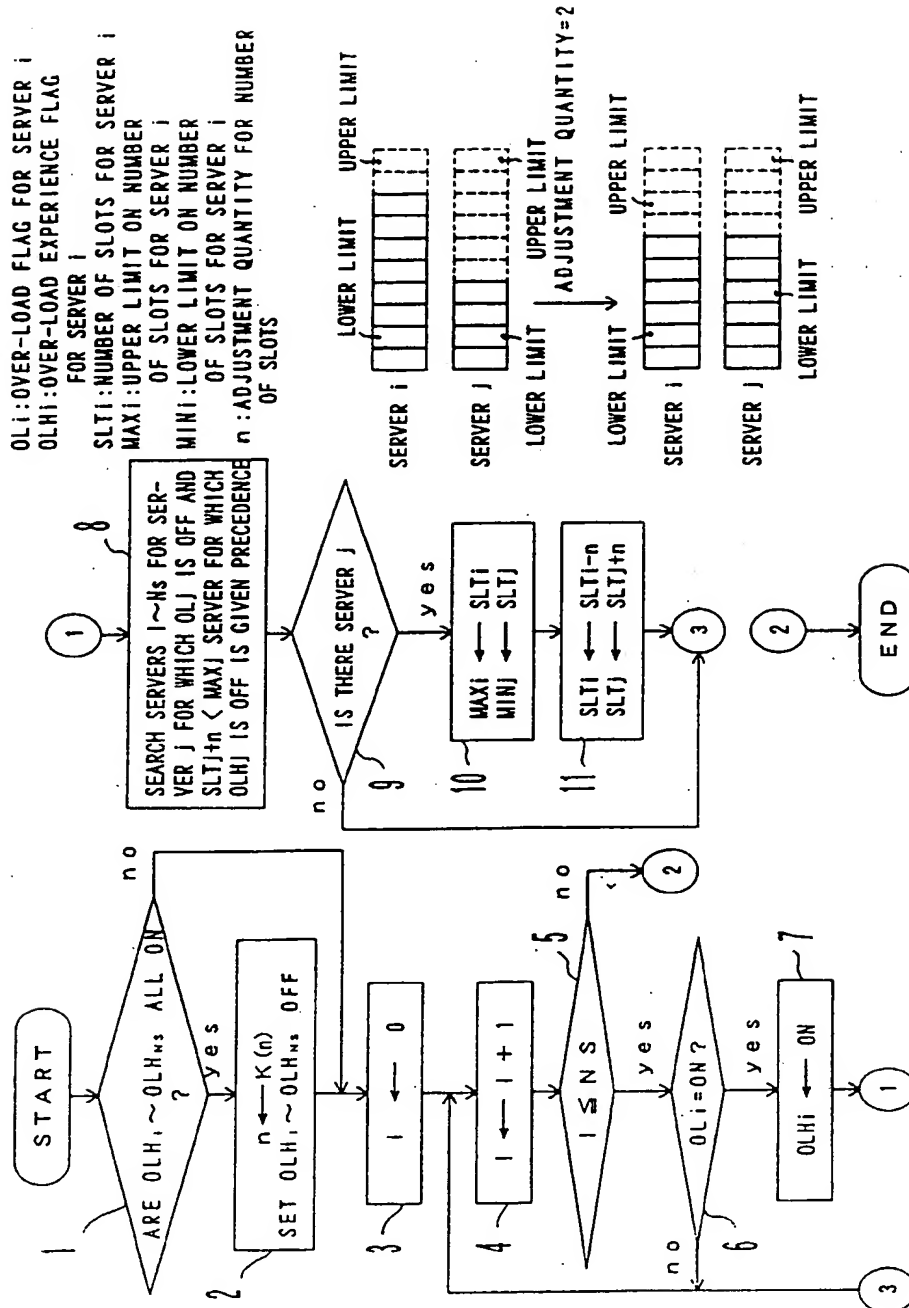 START
1
ARE OLHi~OLHNS ALL ON
?
no
yes
2
n ← K(n)
SET OLHi~OLHNS OFF
3
I ← 0
4
I ← I + 1
5
I ≦ NS
no
2
yes
6
OLi=ON?
no
yes
7
OLHi ← ON
1
3
1
8
SEARCH SERVERS 1~Ns FOR SER-
VER j FOR WHICH OLj IS OFF AND
SLTj+n < MAXj SERVER FOR WHICH
OLHj IS OFF IS GIVEN PRECEDENCE
9
IS THERE SERVER j
?
no
yes
10
MAXi ← SLTi
MINj ← SLTj
11
SLTi ← SLTi-n
SLTj ← SLTj+n
3
2
END
OLi:OVER-LOAD FLAG FOR SERVER i
OLHi:OVER-LOAD EXPERIENCE FLAG
FOR SERVER i
SLTi:NUMBER OF SLOTS FOR SERVER i
MAXi:UPPER LIMIT ON NUMBER
OF SLOTS FOR SERVER i
MINi:LOWER LIMIT ON NUMBER
OF SLOTS FOR SERVER i
n:ADJUSTMENT QUANTITY FOR NUMBER
OF SLOTS
LOWER LIMIT
UPPER LIMIT
SERVER i
SERVER j
LOWER LIMIT
UPPER LIMIT
ADJUSTMENT QUANTITY=2
LOWER LIMIT
UPPER LIMIT
SERVER i
SERVER j
LOWER LIMIT
UPPER LIMIT